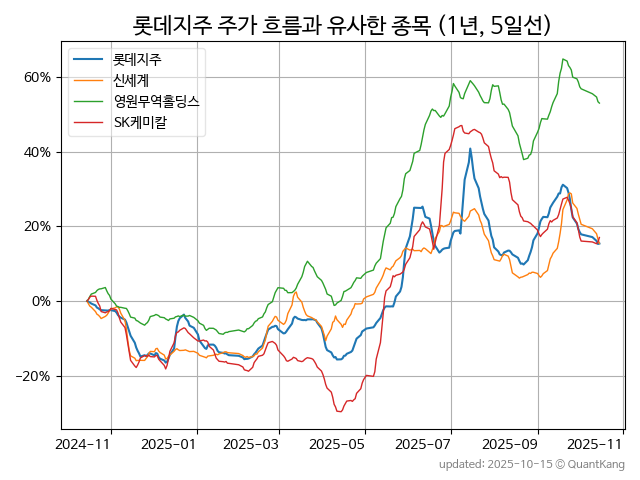 롯데지주 주가 흐름과 유사한 종목 (1년, 5일선)
롯데지주
신세계
영원무역홀딩스
SK케미칼
60%
40%
20%
0%
−20%
2024-11 2025-01 2025-03 2025-05 2025-07 2025-09 2025-11
updated: 2025-10-15 © QuantKang